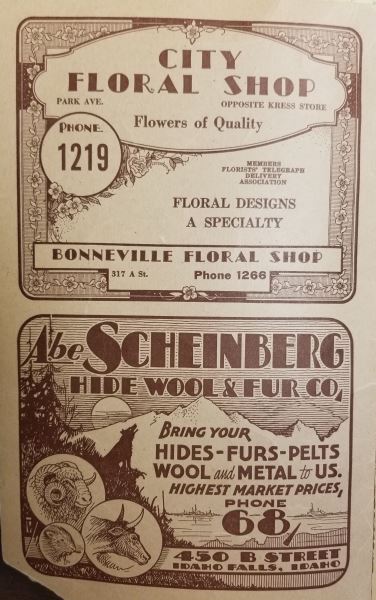 CITY
FLORAL SHOP
PARK AVE. OPPOSITE KRESS STORE
PHONE.
1219
Flowers of Quality
MEMBERS
FLORISTS' TELEGRAPH
DELIVERY
ASSOCIATION
FLORAL DESIGNS
A SPECIALTY
BONNEVILLE FLORAL SHOP
317 A St. Phone 1266
Abe SCHEINBERG
HIDE WOOL & FUR CO.
BRING YOUR
HIDES-FURS-PELTS
WOOL and METAL to US.
HIGHEST MARKET PRICES,
PHONE
68
450 B STREET
IDAHO FALLS, IDAHO